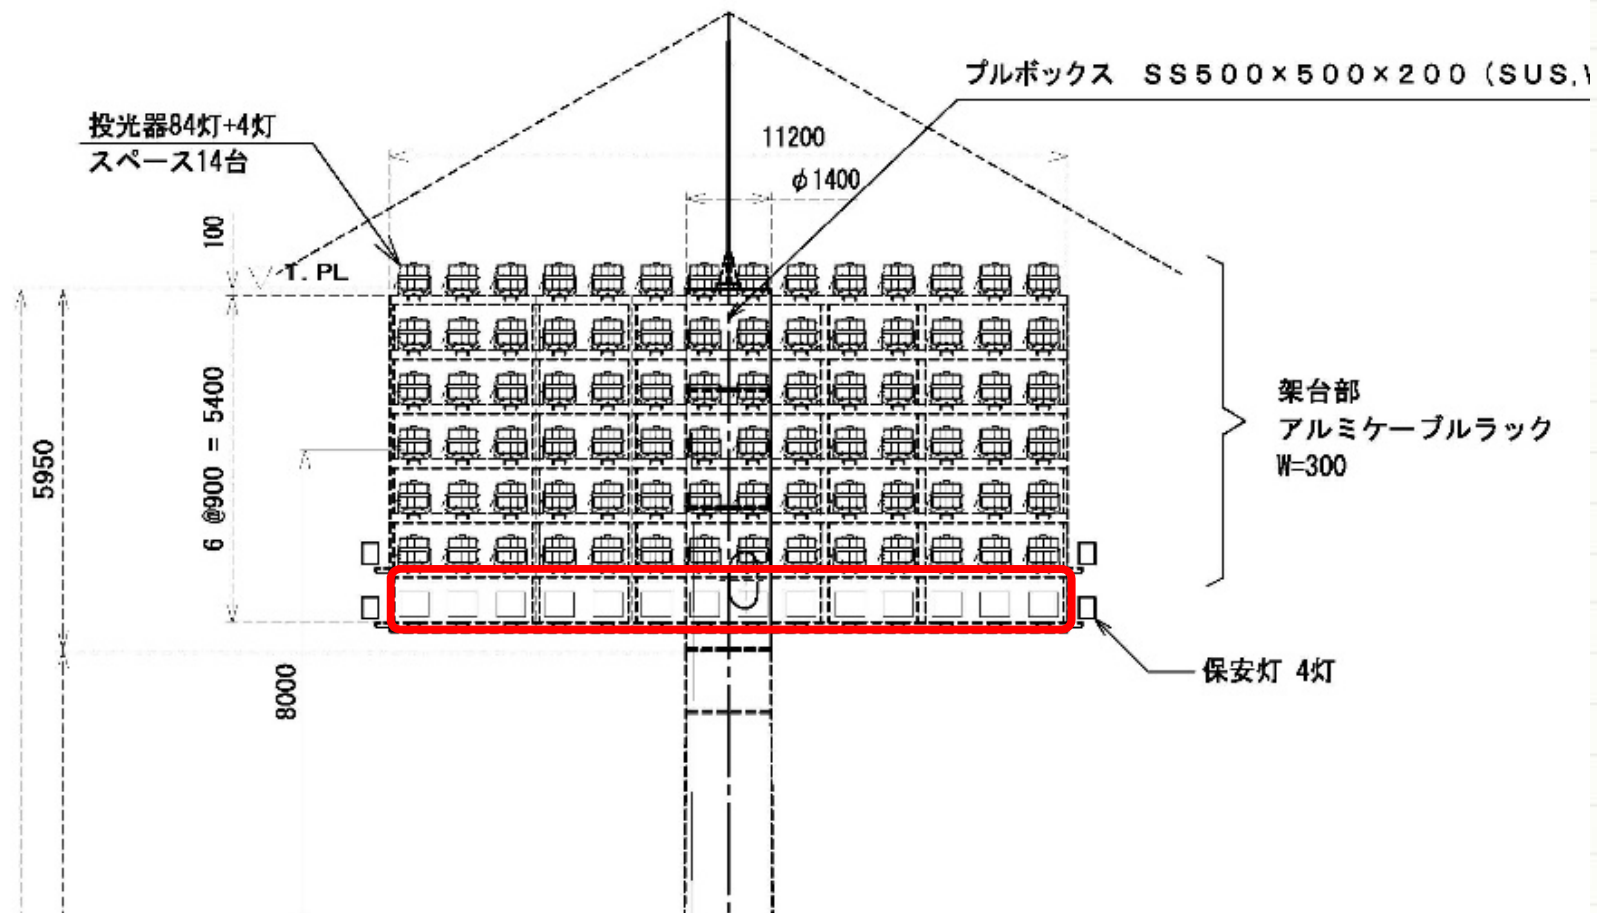 プルボックス　ＳＳ５００×５００×２００（ＳＵＳ,
投光器84灯+4灯
スペース14台
11200
φ1400
100
T.PL
架台部
アルミケーブルラック
W=300
6 @900 = 5400
5950
8000
保安灯 4灯